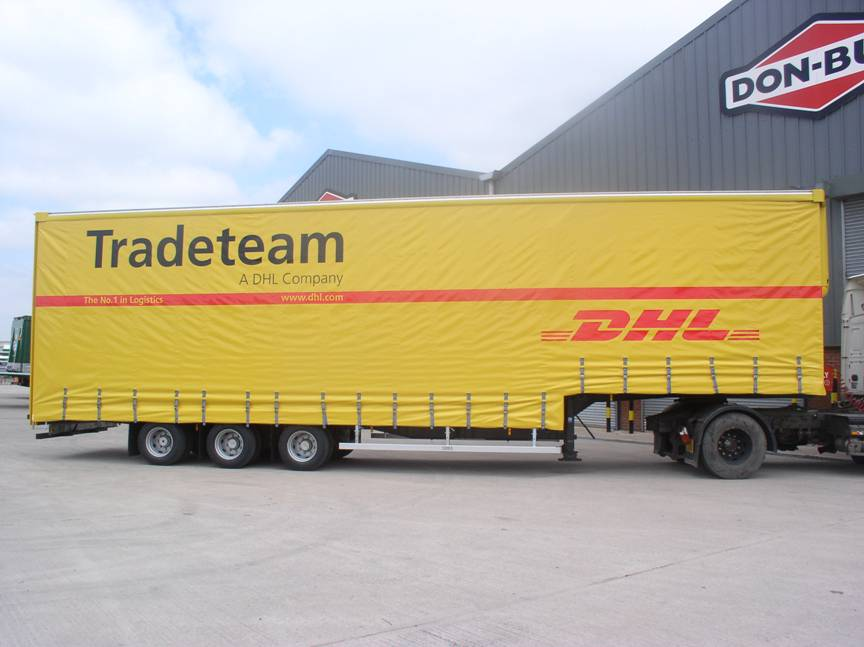 DON-BU
Tradeteam
A DHL Company
The No.1 in Logistics www.dhl.com
DHL